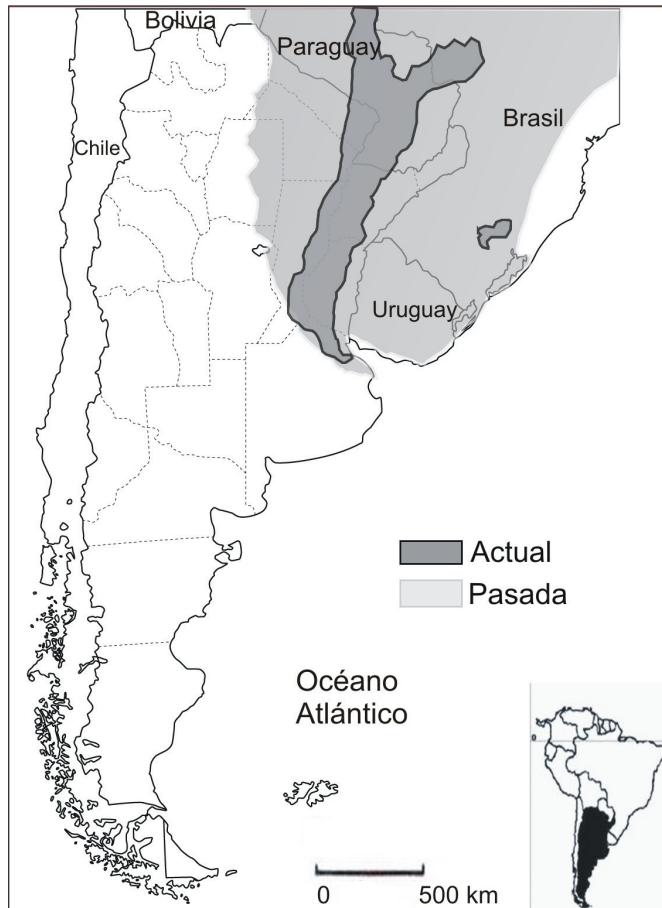 Bolivia
Paraguay
Brasil
Chile
Uruguay
Actual
Pasada
Océano
Atlántico
0 500 km